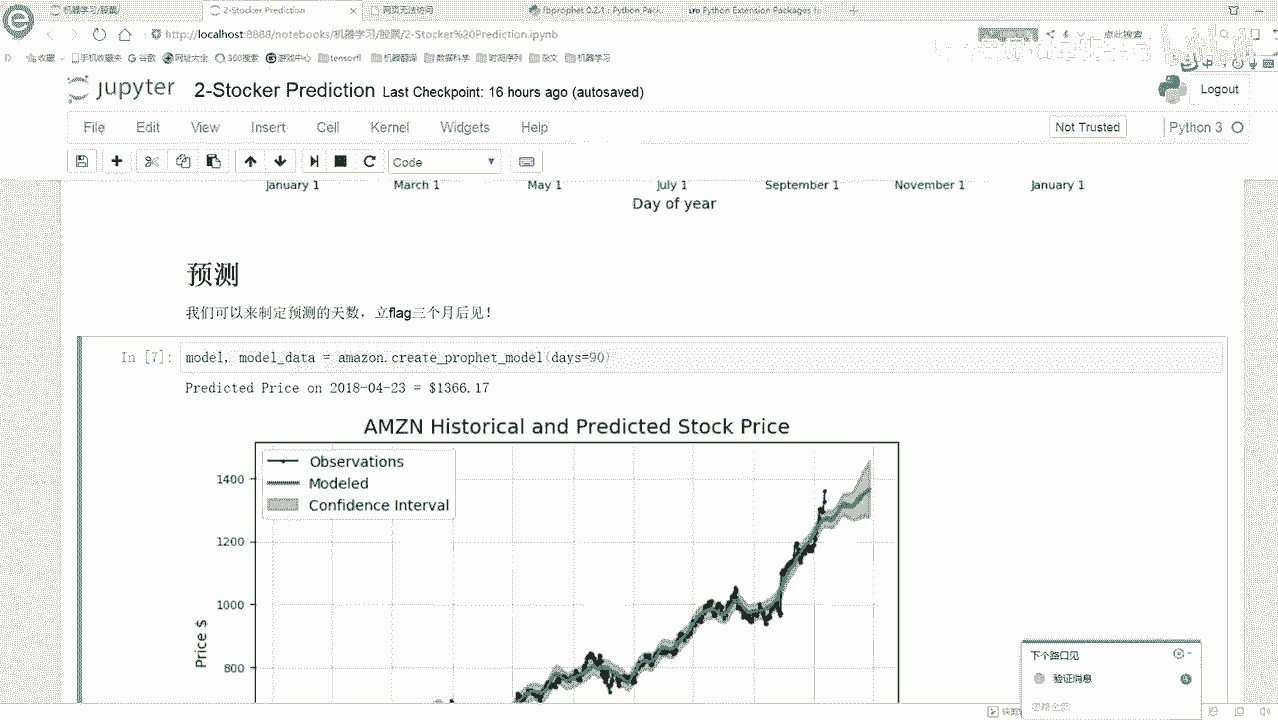 机器学习/股票/
2-Stocker Prediction
网页无法访问
fbprophet 0.2.1 : Python Pack
Python Extension Packages fo
http://localhost:8888/notebooks/机器学习/股票/2-Stocker%20Prediction.ipynb
点此搜索
收藏 手机收藏夹 谷歌 网址大全 360搜索 游戏中心 tensorfl 机器翻译 数据科学 时间序列 杂文 机器学习
jupyter 2-Stocker Prediction Last Checkpoint: 16 hours ago (autosaved)
Logout
File Edit View Insert Cell Kernel Widgets Help
Not Trusted
Python 3
Code
January 1 March 1 May 1 July 1 September 1 November 1 January 1
Day of year
预测
我们可以来制定预测的天数，立flag三个月后见！
In [7]: model, model_data = amazon.create_prophet_model(days=90)
Predicted Price on 2018-04-23 = $1366.17
AMZN Historical and Predicted Stock Price
Observations
Modeled
Confidence Interval
1400
1200
1000
800
Price $
下个路口见
验证消息
忽略全部